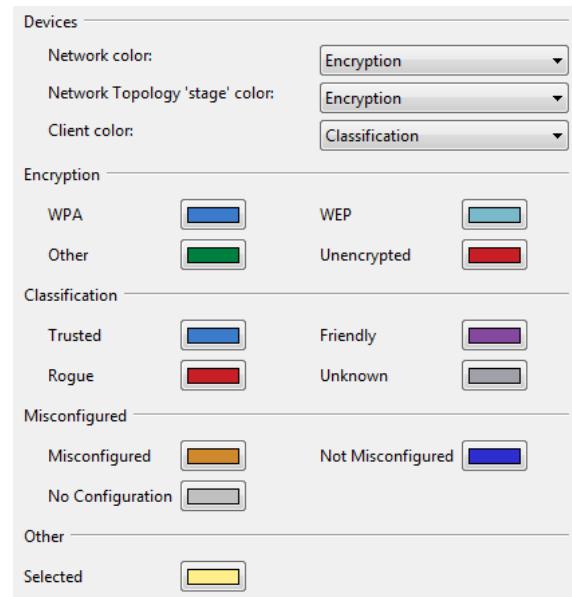 Devices
Network color: Encryption
Network Topology 'stage' color: Encryption
Client color: Classification
Encryption
WPA WEP
Other Unencrypted
Classification
Trusted Friendly
Rogue Unknown
Misconfigured
Misconfigured Not Misconfigured
No Configuration
Other
Selected